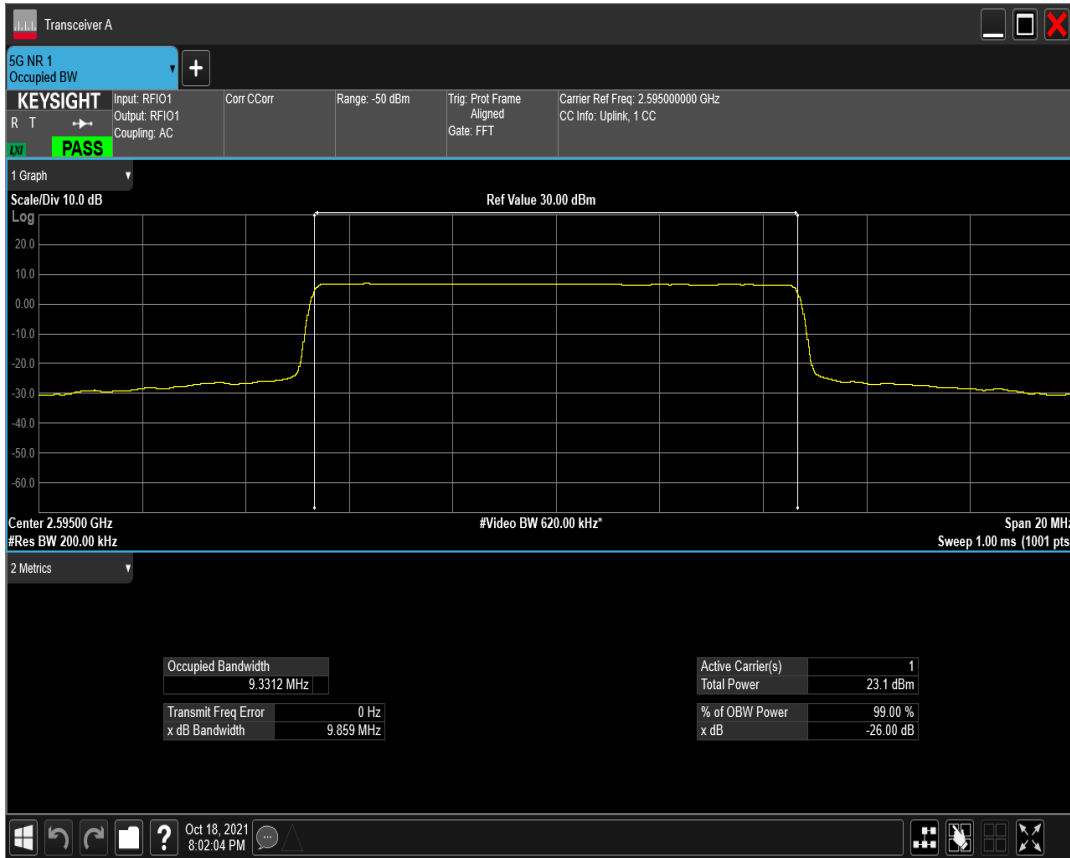 Transceiver A
5G NR 1
Occupied BW
KEYSIGHT
R T
LXI
PASS
Input: RFIO1
Output: RFIO1
Coupling: AC
Corr CCorr
Range: -50 dBm
Trig: Prot Frame
Aligned
Gate: FFT
Carrier Ref Freq: 2.595000000 GHz
CC Info: Uplink, 1 CC
1 Graph
Scale/Div 10.0 dB
Ref Value 30.00 dBm
Log
20.0
10.0
0.00
-10.0
-20.0
-30.0
-40.0
-50.0
-60.0
Center 2.59500 GHz
#Video BW 620.00 kHz*
Span 20 MHz
#Res BW 200.00 kHz
Sweep 1.00 ms (1001 pts
2 Metrics
Occupied Bandwidth
9.3312 MHz
Transmit Freq Error 0 Hz
x dB Bandwidth 9.859 MHz
Active Carrier(s) 1
Total Power 23.1 dBm
% of OBW Power 99.00 %
x dB -26.00 dB
?
Oct 18, 2021
8:02:04 PM